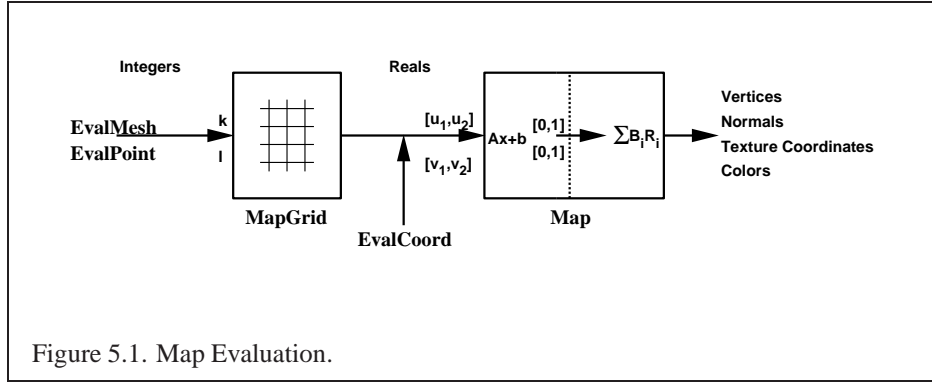 Integers
Reals
EvalMesh
EvalPoint
k
l
MapGrid
[u1,u2]
[v1,v2]
EvalCoord
Ax+b
[0,1]
[0,1]
ΣBiRi
Map
Vertices
Normals
Texture Coordinates
Colors
Figure 5.1. Map Evaluation.